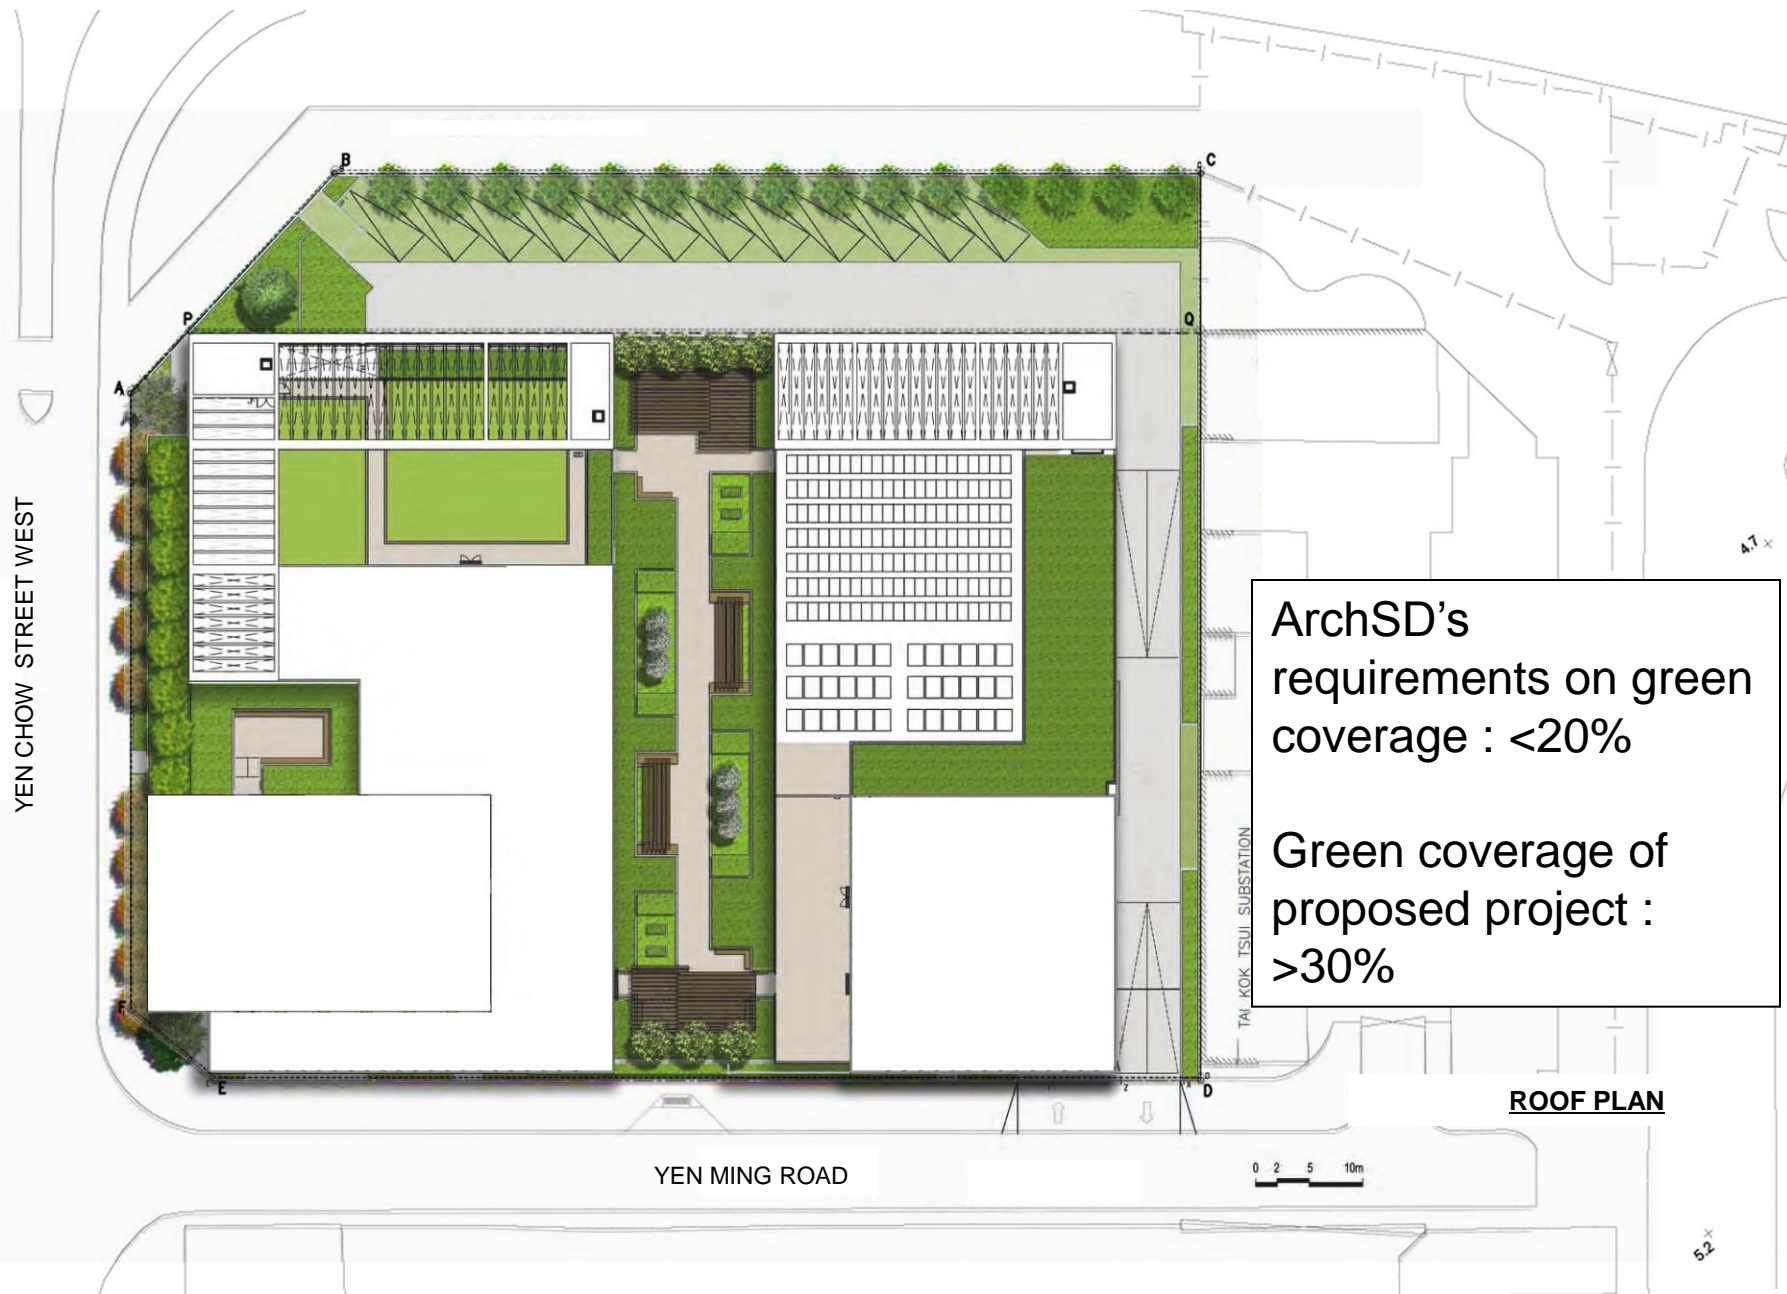 B
C
P
Q
A
YEN CHOW STREET WEST
4.7
ArchSD’s
requirements on green
coverage : <20%
Green coverage of
proposed project :
>30%
TAI KOK TSUI SUBSTATION
F
E
Z
X
D
ROOF PLAN
YEN MING ROAD
0 2 5 10m
5.2